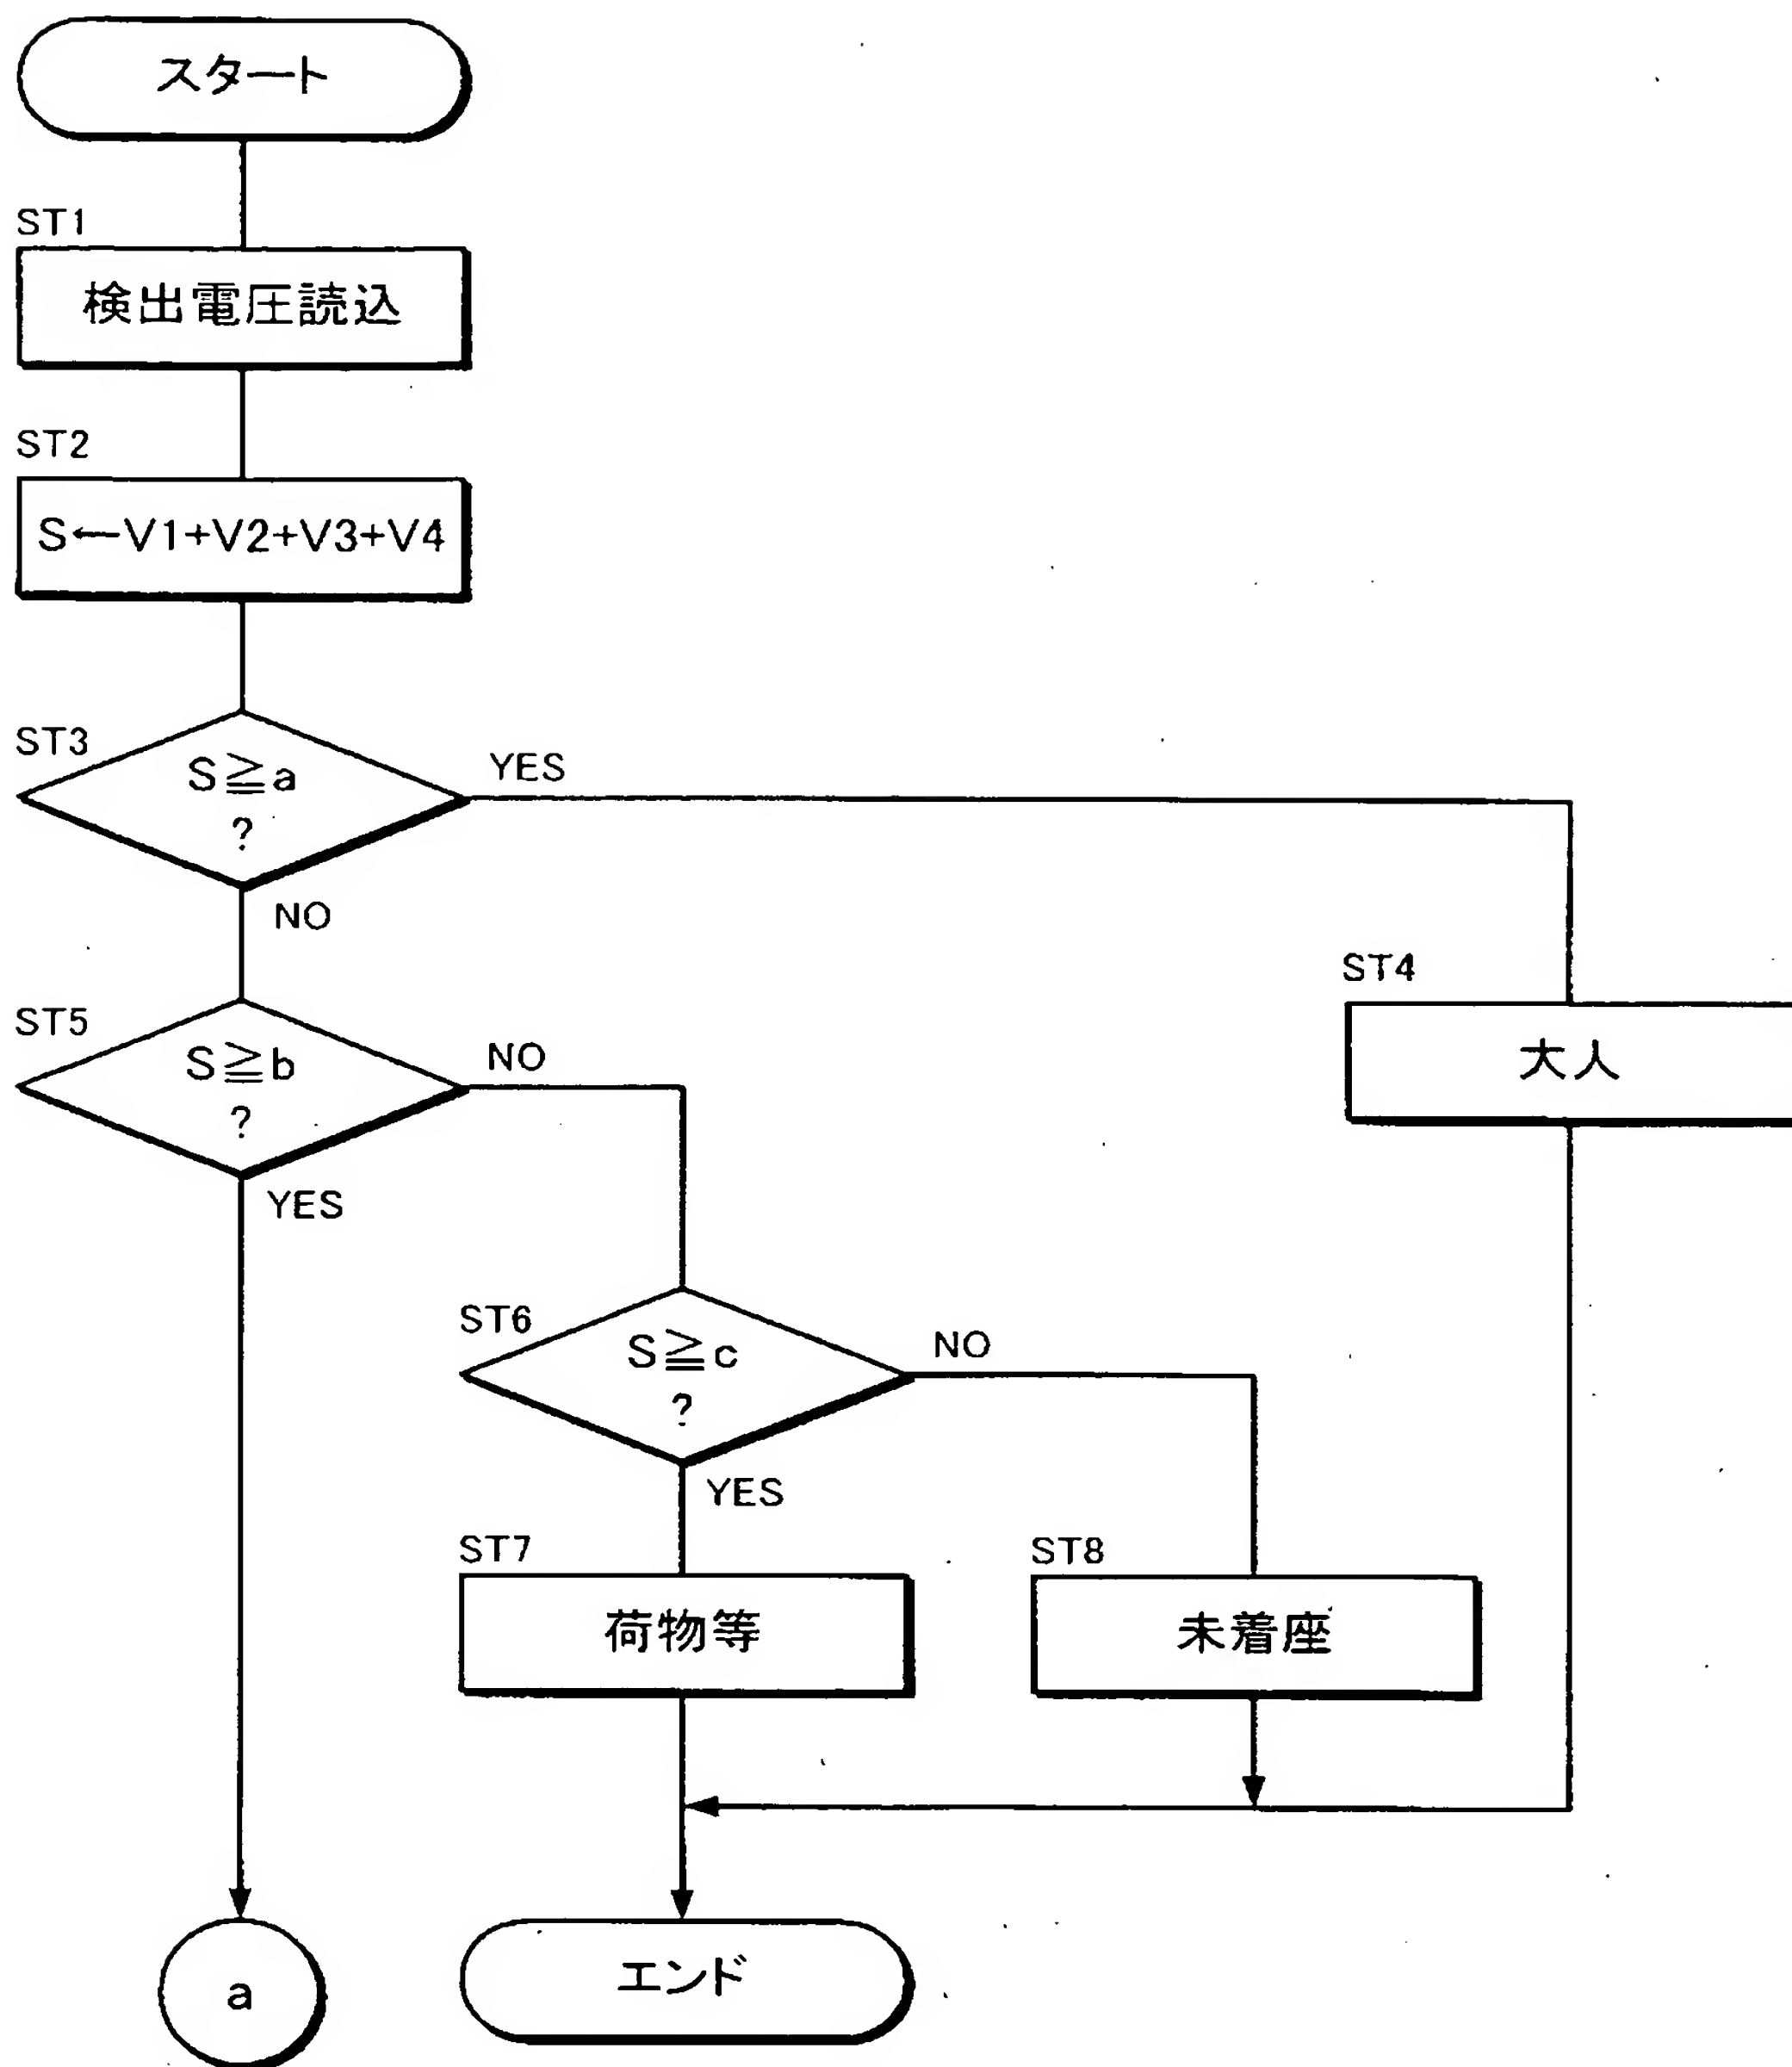 スタート
ST1
検出電圧読込
ST2
S←V1+V2+V3+V4
ST3
S≧a
?
YES
NO
ST4
大人
ST5
S≧b
?
NO
YES
ST6
S≧c
?
NO
YES
ST7
荷物等
ST8
未着座
a
エンド